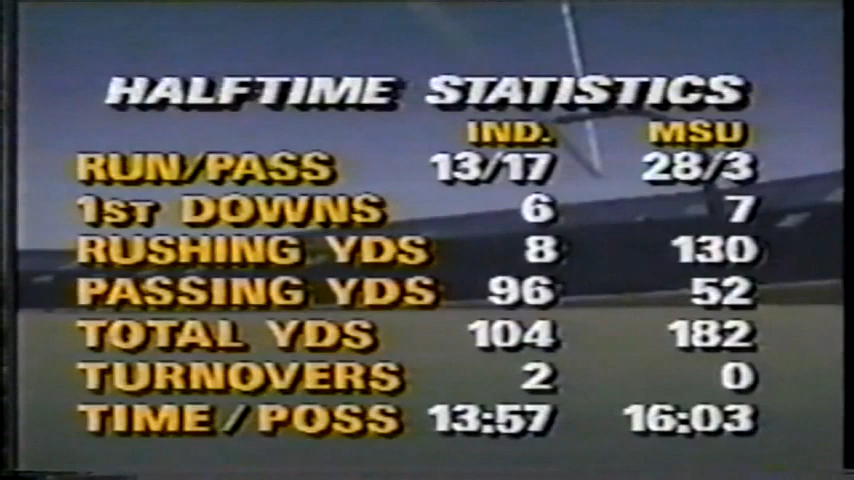 HALFTIME STATISTICS
IND. MSU
RUN/PASS 13/17 28/3
1ST DOWNS 6 7
RUSHING YDS 8 130
PASSING YDS 96 52
TOTAL YDS 104 182
TURNOVERS 2 0
TIME/POSS 13:57 16:03